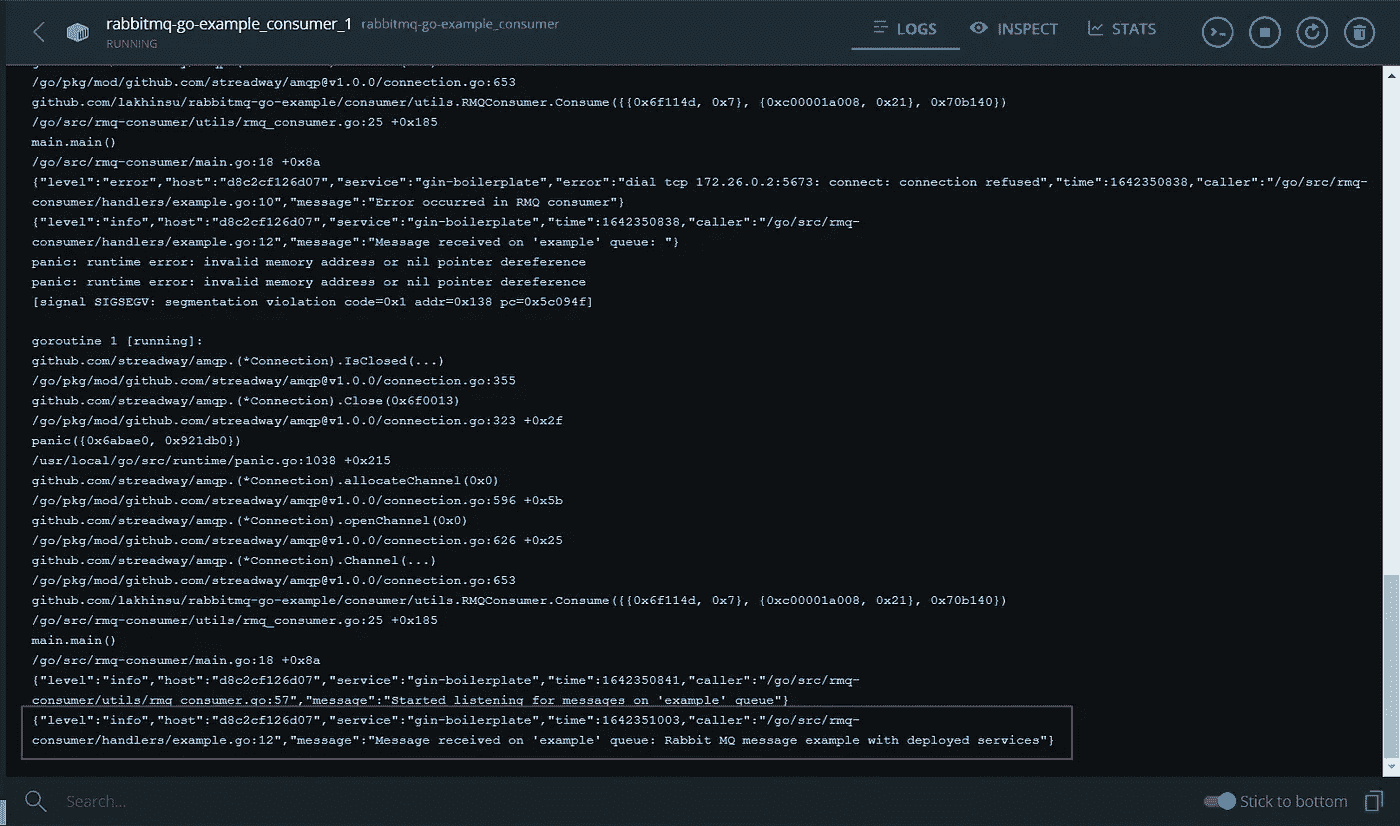 rabbitmq-go-example_consumer_1 rabbitmq-go-example_consumer
RUNNING
LOGS INSPECT STATS
/go/pkg/mod/github.com/streadway/amqp@v1.0.0/connection.go:653
github.com/lakhinsu/rabbitmq-go-example/consumer/utils.RMQConsumer.Consume({{0x6f114d, 0x7}, {0xc00001a008, 0x21}, 0x70b140})
/go/src/rmq-consumer/utils/rmq_consumer.go:25 +0x185
main.main()
/go/src/rmq-consumer/main.go:18 +0x8a
{"level":"error","host":"d8c2cf126d07","service":"gin-boilerplate","error":"dial tcp 172.26.0.2:5673: connect: connection refused","time":1642350838,"caller":"/go/src/rmq-
consumer/handlers/example.go:10","message":"Error occurred in RMQ consumer"}
{"level":"info","host":"d8c2cf126d07","service":"gin-boilerplate","time":1642350838,"caller":"/go/src/rmq-
consumer/handlers/example.go:12","message":"Message received on 'example' queue: "}
panic: runtime error: invalid memory address or nil pointer dereference
panic: runtime error: invalid memory address or nil pointer dereference
[signal SIGSEGV: segmentation violation code=0x1 addr=0x138 pc=0x5c094f]
goroutine 1 [running]:
github.com/streadway/amqp.(*Connection).IsClosed(...)
/go/pkg/mod/github.com/streadway/amqp@v1.0.0/connection.go:355
github.com/streadway/amqp.(*Connection).Close(0x6f0013)
/go/pkg/mod/github.com/streadway/amqp@v1.0.0/connection.go:323 +0x2f
panic({0x6abae0, 0x921db0})
/usr/local/go/src/runtime/panic.go:1038 +0x215
github.com/streadway/amqp.(*Connection).allocateChannel(0x0)
/go/pkg/mod/github.com/streadway/amqp@v1.0.0/connection.go:596 +0x5b
github.com/streadway/amqp.(*Connection).openChannel(0x0)
/go/pkg/mod/github.com/streadway/amqp@v1.0.0/connection.go:626 +0x25
github.com/streadway/amqp.(*Connection).Channel(...)
/go/pkg/mod/github.com/streadway/amqp@v1.0.0/connection.go:653
github.com/lakhinsu/rabbitmq-go-example/consumer/utils.RMQConsumer.Consume({{0x6f114d, 0x7}, {0xc00001a008, 0x21}, 0x70b140})
/go/src/rmq-consumer/utils/rmq_consumer.go:25 +0x185
main.main()
/go/src/rmq-consumer/main.go:18 +0x8a
{"level":"info","host":"d8c2cf126d07","service":"gin-boilerplate","time":1642350841,"caller":"/go/src/rmq-
consumer/utils/rmq_consumer.go:57","message":"Started listening for messages on 'example' queue"}
{"level":"info","host":"d8c2cf126d07","service":"gin-boilerplate","time":1642351003,"caller":"/go/src/rmq-
consumer/handlers/example.go:12","message":"Message received on 'example' queue: Rabbit MQ message example with deployed services"}
Search... Stick to bottom